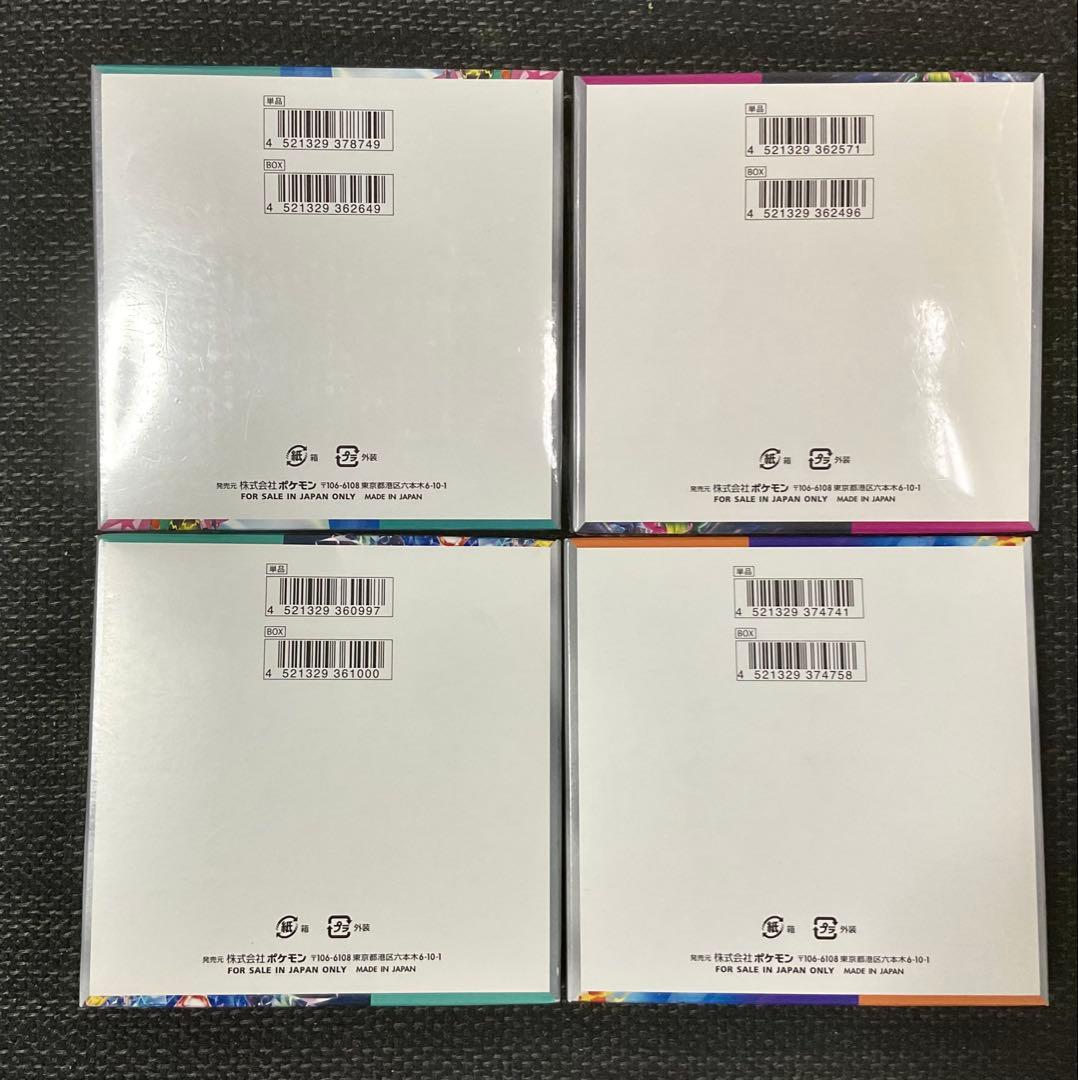 単品
4 521329 378749
BOX
4 521329 362649
紙 箱 プラ 外装
発売元 株式会社ポケモン 〒106-6108 東京都港区六本木6-10-1
FOR SALE IN JAPAN ONLY MADE IN JAPAN
単品
4 521329 362571
BOX
4 521329 362496
紙 箱 プラ 外装
発売元 株式会社ポケモン 〒106-6108 東京都港区六本木6-10-1
FOR SALE IN JAPAN ONLY MADE IN JAPAN
単品
4 521329 360997
BOX
4 521329 361000
紙 箱 プラ 外装
発売元 株式会社ポケモン 〒106-6108 東京都港区六本木6-10-1
FOR SALE IN JAPAN ONLY MADE IN JAPAN
単品
4 521329 374741
BOX
4 521329 374758
紙 箱 プラ 外装
発売元 株式会社ポケモン 〒106-6108 東京都港区六本木6-10-1
FOR SALE IN JAPAN ONLY MADE IN JAPAN